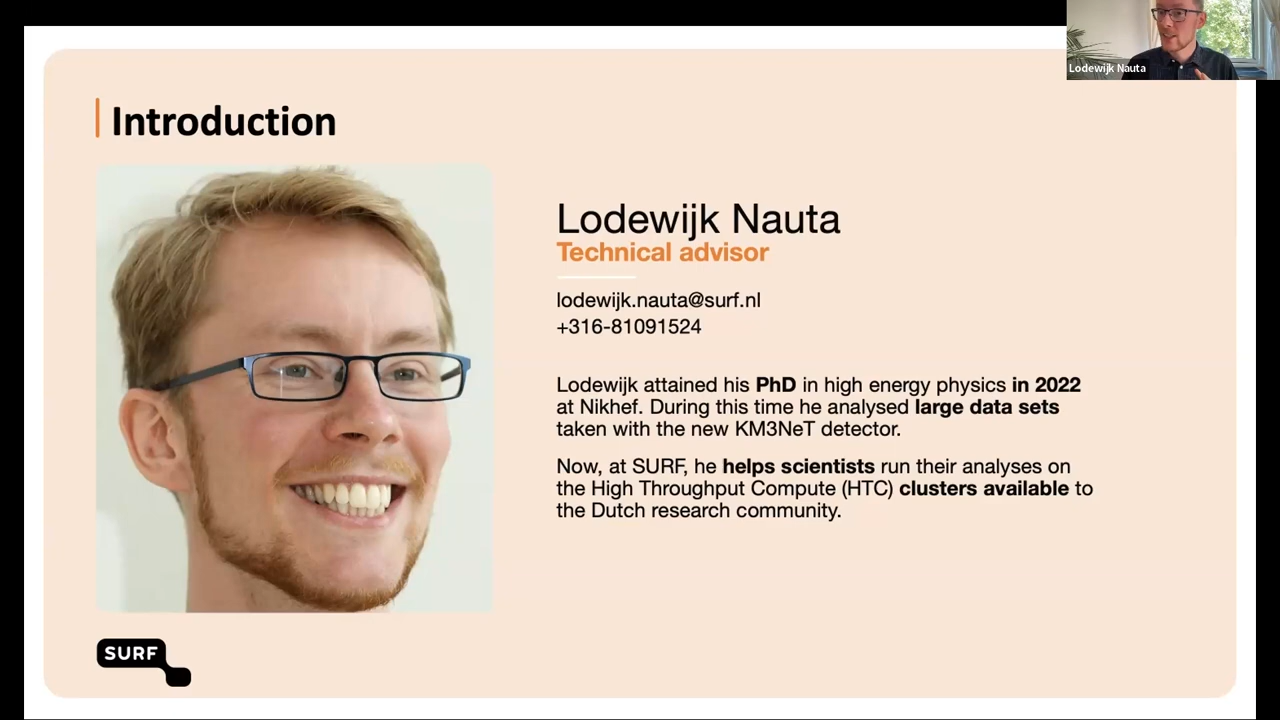 Lodewijk Nauta
Introduction
Lodewijk Nauta
Technical advisor
lodewijk.nauta@surf.nl
+316-81091524
Lodewijk attained his PhD in high energy physics in 2022
at Nikhef. During this time he analysed large data sets
taken with the new KM3NeT detector.
Now, at SURF, he helps scientists run their analyses on
the High Throughput Compute (HTC) clusters available to
the Dutch research community.
SURF